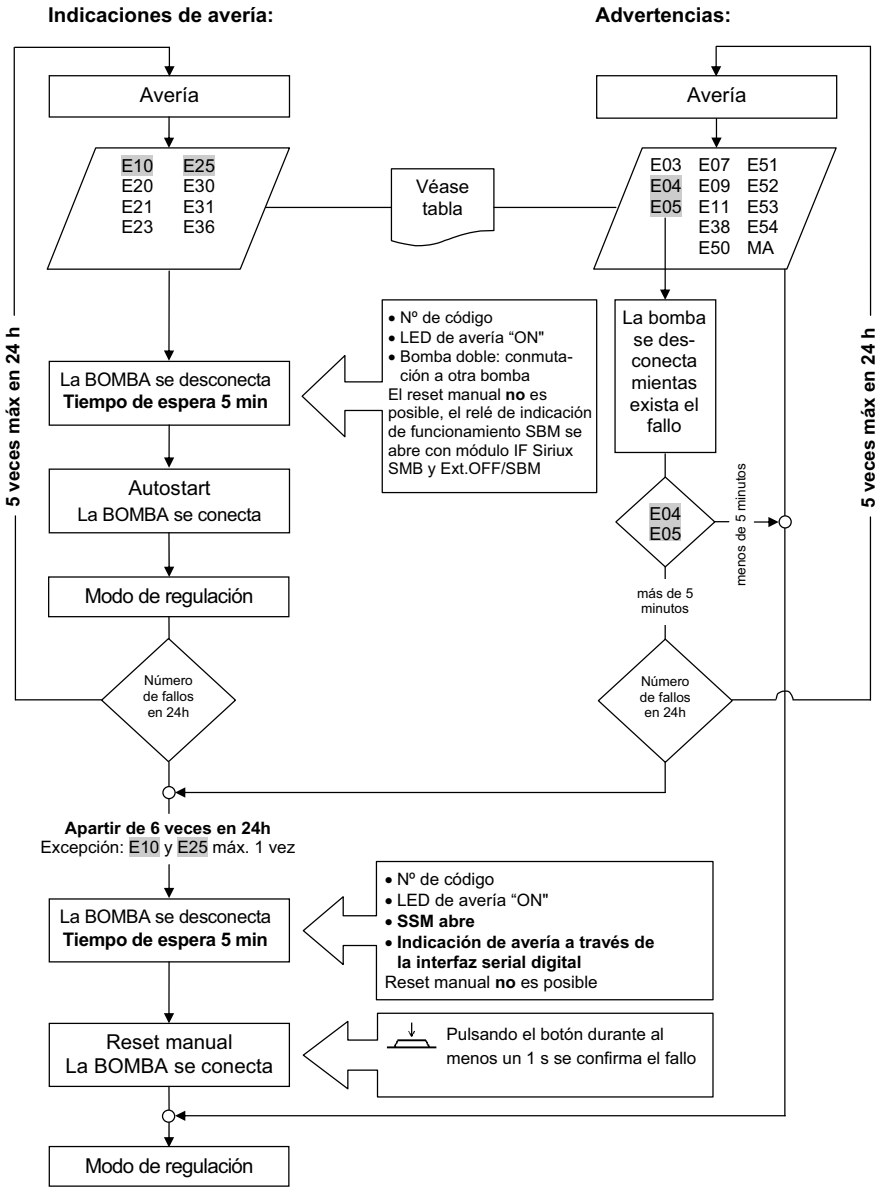 Indicaciones de avería:
Advertencias:
Avería
Avería
E10 E25
E20 E30
E21 E31
E23 E36
Véase
tabla
E03 E07 E51
E04 E09 E52
E05 E11 E53
E38 E54
E50 MA
5 veces máx en 24 h
La BOMBA se desconecta
Tiempo de espera 5 min
• Nº de código
• LED de avería “ON"
• Bomba doble: conmuta-
ción a otra bomba
El reset manual no es
posible, el relé de indicación
de funcionamiento SBM se
abre con módulo IF Siriux
SMB y Ext.OFF/SBM
La bomba
se des-
conecta
mientas
exista el
fallo
5 veces máx en 24 h
Autostart
La BOMBA se conecta
E04
E05
menos de 5 minutos
más de 5
minutos
Modo de regulación
Número
de fallos
en 24h
Número
de fallos
en 24h
Apartir de 6 veces en 24h
Excepción: E10 y E25 máx. 1 vez
La BOMBA se desconecta
Tiempo de espera 5 min
• Nº de código
• LED de avería “ON"
• SSM abre
• Indicación de avería a través de
la interfaz serial digital
Reset manual no es posible
Reset manual
La BOMBA se conecta
Pulsando el botón durante al
menos un 1 s se confirma el fallo
Modo de regulación